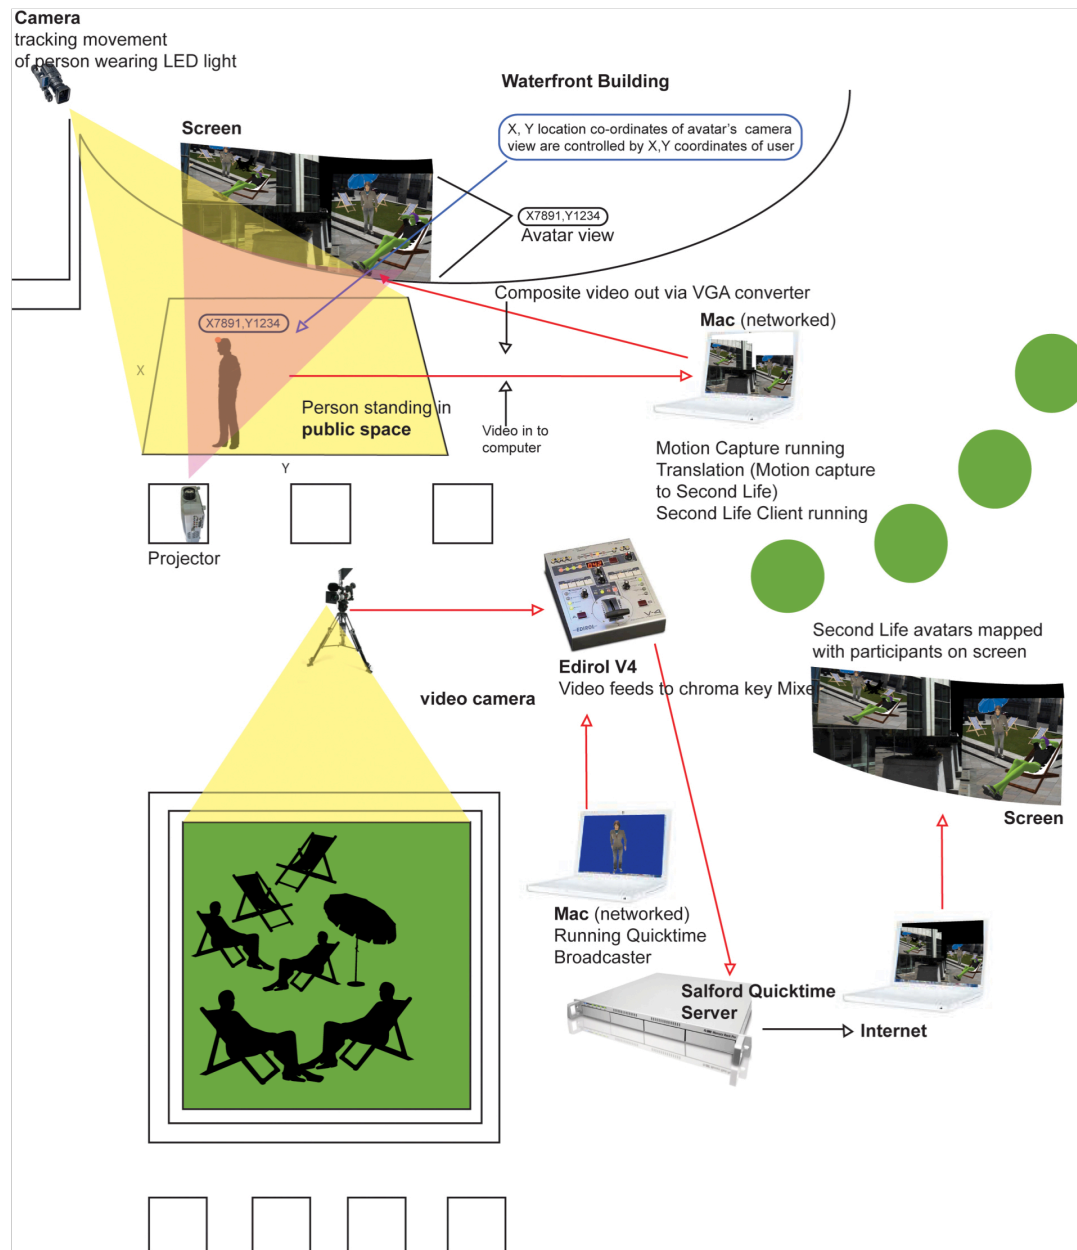 Camera
tracking movement
of person wearing LED light
Waterfront Building
Screen
X, Y location co-ordinates of avatar's camera
view are controlled by X,Y coordinates of user
X7891,Y1234
Avatar view
Composite video out via VGA converter
Mac (networked)
X7891,Y1234
X
Person standing in
public space
Video in to
computer
Y
Motion Capture running
Translation (Motion capture
to Second Life)
Second Life Client running
Projector
V-4
EDIROL
Edirol V4
Video feeds to chroma key Mixe
video camera
Second Life avatars mapped
with participants on screen
Screen
Mac (networked)
Running Quicktime
Broadcaster
Salford Quicktime
Server
Internet